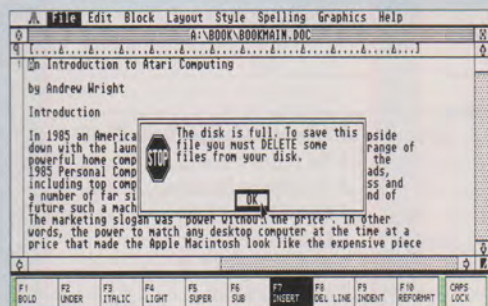 File Edit Block Layout Style Spelling Graphics Help
A:\BOOK\BOOKMAIN.DOC
An Introduction to Atari Computing
by Andrew Wright
Introduction
In 1985 an America
down with the laun
powerful home comp
1985 Personal Comp
including top comp
a number of far si
future such a mach
The disk is full. To save this
file you must DELETE some
files from your disk.
STOP
OK
pside
range of
the
ads,
ss and
nd of
The marketing slogan was "power without the price". In other
words, the power to match any desktop computer at the time at a
price that made the Apple Macintosh look like the expensive piece
F1 BOLD F2 UNDER F3 ITALIC F4 LIGHT F5 SUPER F6 SUB F7 INSERT F8 DEL LINE F9 INDENT F10 REFORMAT CAPS LOCK